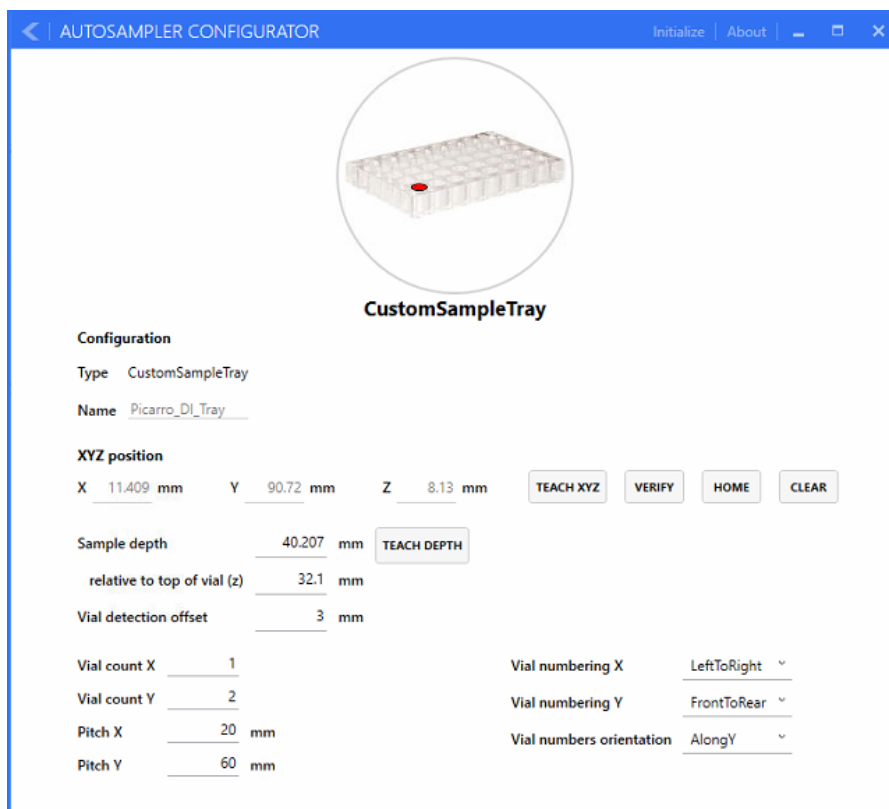 AUTOSAMPLER CONFIGURATOR Initialize About
CustomSampleTray
Configuration
Type CustomSampleTray
Name Picarro_DI_Tray
XYZ position
X 11.409 mm Y 90.72 mm Z 8.13 mm TEACH XYZ VERIFY HOME CLEAR
Sample depth 40.207 mm TEACH DEPTH
relative to top of vial (z) 32.1 mm
Vial detection offset 3 mm
Vial count X 1 Vial numbering X LeftToRight
Vial count Y 2 Vial numbering Y FrontToRear
Pitch X 20 mm Vial numbers orientation AlongY
Pitch Y 60 mm